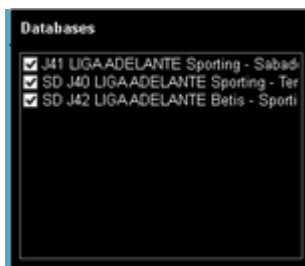 Databases
J41 LIGA ADELANTE Sporting - Sabad
SD J40 LIGA ADELANTE Sporting - Ter
SD J42 LIGA ADELANTE Betis - Sporti